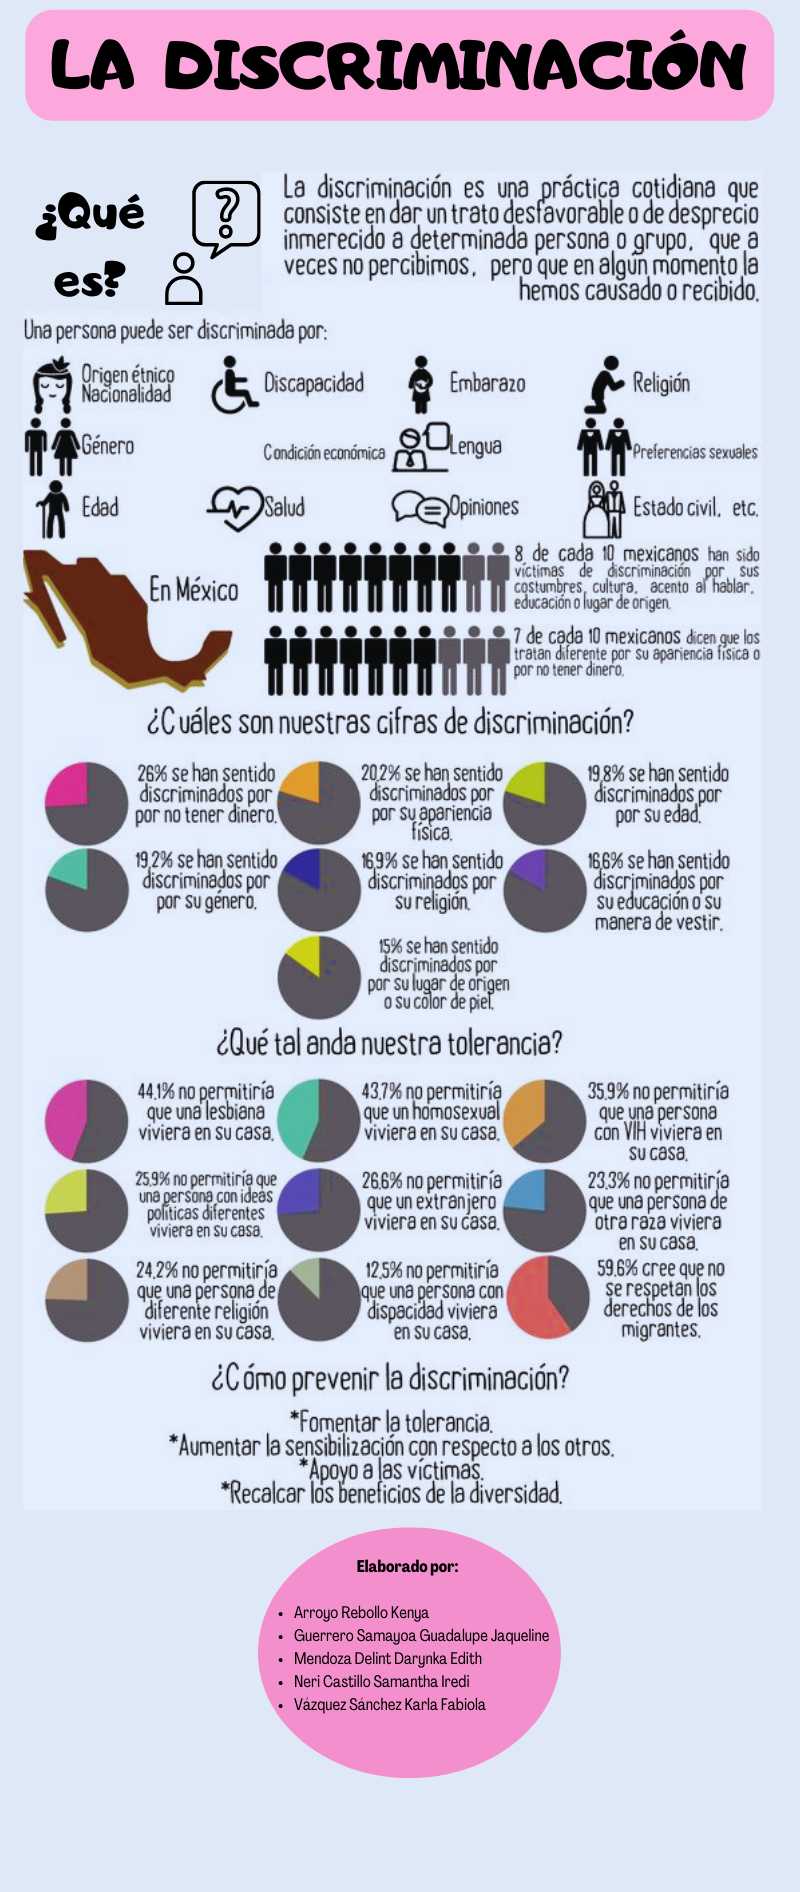 LA DISCRIMINACIÓN
¿Qué
es?
?
La discriminación es una práctica cotidiana que
consiste en dar un trato desfavorable o de desprecio
inmerecido a determinada persona o grupo, que a
veces no percibimos, pero que en algún momento la
hemos causado o recibido.
Una persona puede ser discriminada por:
Origen étnico
Nacionalidad
Discapacidad
Embarazo
Religión
Género
Condición económica
Lengua
Preferencias sexuales
Edad
Salud
Opiniones
Estado civil, etc.
En México
8 de cada 10 mexicanos han sido
víctimas de discriminación por sus
costumbres, cultura, acento al hablar,
educación o lugar de origen.
7 de cada 10 mexicanos dicen que los
tratan diferente por su apariencia física o
por no tener dinero.
¿Cuáles son nuestras cifras de discriminación?
26% se han sentido
discriminados por
por no tener dinero.
20,2% se han sentido
discriminados por
por su apariencia
física.
19,8% se han sentido
discriminados por
por su edad.
19,2% se han sentido
discriminados por
por su género.
16,9% se han sentido
discriminados por
su religión.
16,6% se han sentido
discriminados por
su educación o su
manera de vestir.
15% se han sentido
discriminados por
por su lugar de origen
o su color de piel.
¿Qué tal anda nuestra tolerancia?
44,1% no permitiría
que una lesbiana
viviera en su casa.
43,7% no permitiría
que un homosexual
viviera en su casa.
35,9% no permitiría
que una persona
con VIH viviera en
su casa.
25,9% no permitiría que
una persona con ideas
políticas diferentes
viviera en su casa.
26,6% no permitiría
que un extranjero
viviera en su casa.
23,3% no permitiría
que una persona de
otra raza viviera
en su casa.
24,2% no permitiría
que una persona de
diferente religión
viviera en su casa.
12,5% no permitiría
que una persona con
dispacidad viviera
en su casa.
59,6% cree que no
se respetan los
derechos de los
migrantes.
¿Cómo prevenir la discriminación?
*Fomentar la tolerancia.
*Aumentar la sensibilización con respecto a los otros.
*Apoyo a las víctimas.
*Recalcar los beneficios de la diversidad.
Elaborado por:
• Arroyo Rebollo Kenya
• Guerrero Samayoa Guadalupe Jaqueline
• Mendoza Delint Darynka Edith
• Neri Castillo Samantha Iredi
• Vázquez Sánchez Karla Fabiola